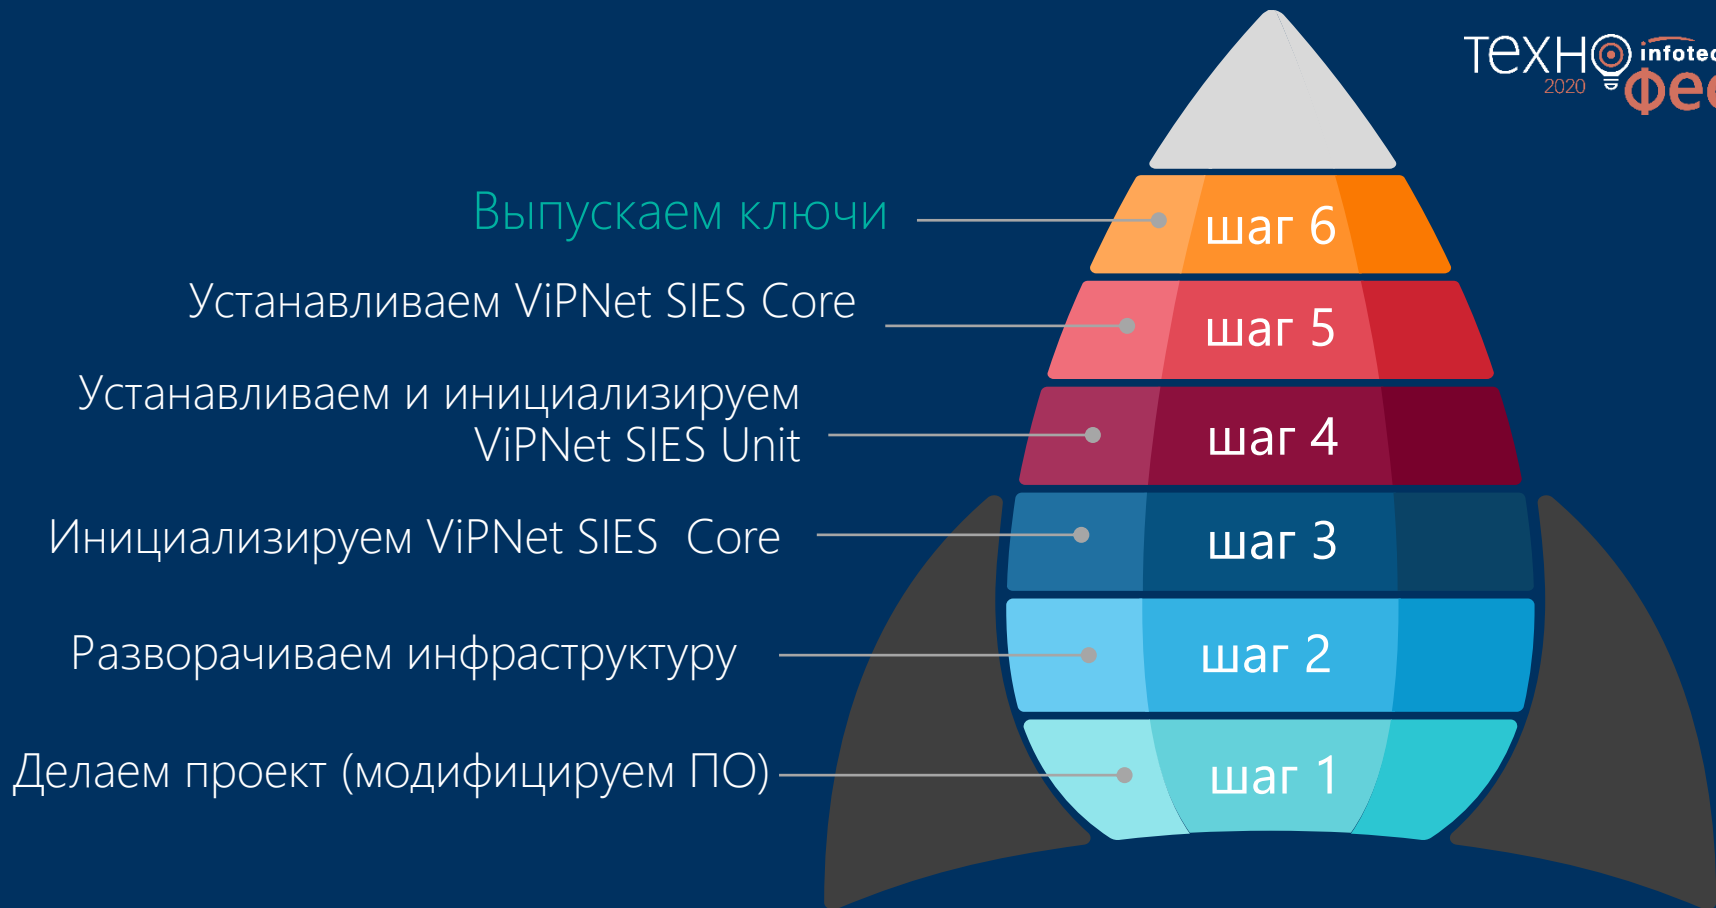 техн
infotec
2020
Фес
Выпускаем ключи
шаг 6
Устанавливаем ViPNet SIES Core
шаг 5
Устанавливаем и инициализируем
ViPNet SIES Unit
шаг 4
Инициализируем ViPNet SIES  Core
шаг 3
Разворачиваем инфраструктуру
шаг 2
Делаем проект (модифицируем ПО)
шаг 1